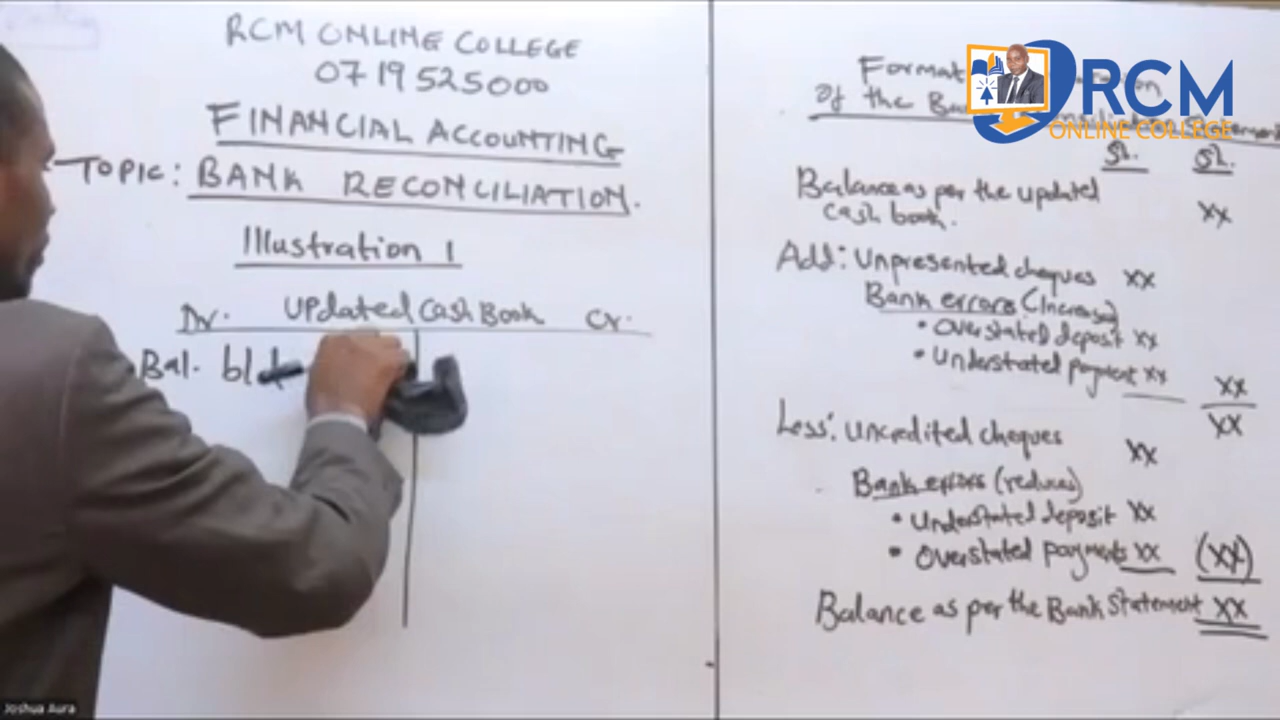 RCM ONLINE COLLEGE
0719525000
FINANCIAL ACCOUNTING
TOPIC: BANK RECONCILIATION.
Illustration 1
Dr. Updated Cash Book Cr.
Bal. b/d
Format
of the Bank
RCM
ONLINE COLLEGE
Sh. Sh.
Balance as per the updated
cash book. XX
Add: Unpresented cheques XX
Bank errors (Increases)
• Overstated deposit XX
• Understated payment XX XX
XX
Less: Uncredited cheques XX
Bank errors (reduces)
• Understated deposit XX
• Overstated payments XX (XX)
Balance as per the Bank Statement XX
Joshua Aura